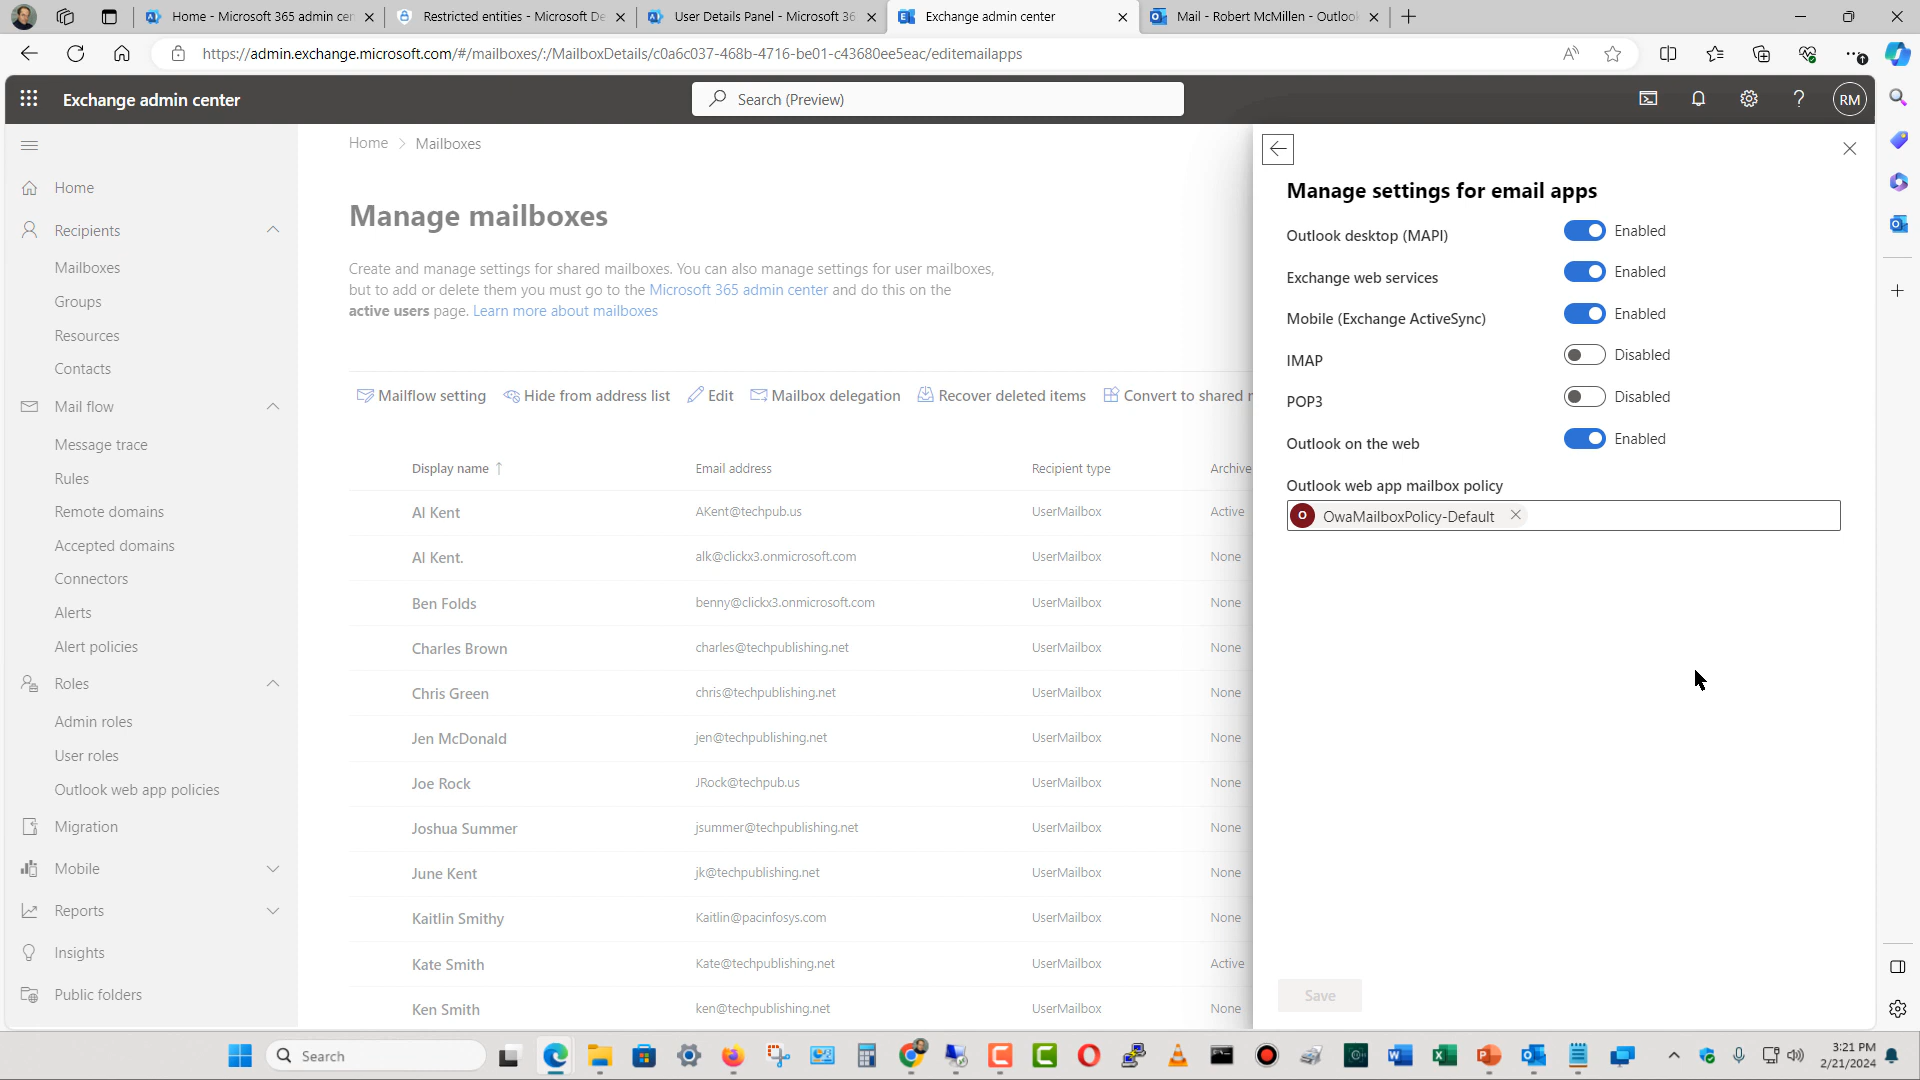 Home - Microsoft 365 admin cen
Restricted entities - Microsoft De
User Details Panel - Microsoft 36
Exchange admin center
Mail - Robert McMillen - Outlook
https://admin.exchange.microsoft.com/#/mailboxes/:/MailboxDetails/c0a6c037-468b-4716-be01-c43680ee5eac/editemailapps
Exchange admin center
Search (Preview)
RM
Home
Recipients
Mailboxes
Groups
Resources
Contacts
Mail flow
Message trace
Rules
Remote domains
Accepted domains
Connectors
Alerts
Alert policies
Roles
Admin roles
User roles
Outlook web app policies
Migration
Mobile
Reports
Insights
Public folders
Home > Mailboxes
Manage mailboxes
Create and manage settings for shared mailboxes. You can also manage settings for user mailboxes,
but to add or delete them you must go to the Microsoft 365 admin center and do this on the
active users page. Learn more about mailboxes
Mailflow setting Hide from address list Edit Mailbox delegation Recover deleted items Convert to shared m
Display name ↑ Email address Recipient type Archive
Al Kent AKent@techpub.us UserMailbox Active
Al Kent. alk@clickx3.onmicrosoft.com UserMailbox None
Ben Folds benny@clickx3.onmicrosoft.com UserMailbox None
Charles Brown charles@techpublishing.net UserMailbox None
Chris Green chris@techpublishing.net UserMailbox None
Jen McDonald jen@techpublishing.net UserMailbox None
Joe Rock JRock@techpub.us UserMailbox None
Joshua Summer jsummer@techpublishing.net UserMailbox None
June Kent jk@techpublishing.net UserMailbox None
Kaitlin Smithy Kaitlin@pacinfosys.com UserMailbox None
Kate Smith Kate@techpublishing.net UserMailbox Active
Ken Smith ken@techpublishing.net UserMailbox None
Manage settings for email apps
Outlook desktop (MAPI) Enabled
Exchange web services Enabled
Mobile (Exchange ActiveSync) Enabled
IMAP Disabled
POP3 Disabled
Outlook on the web Enabled
Outlook web app mailbox policy
O OwaMailboxPolicy-Default
Save
Search
3:21 PM
2/21/2024